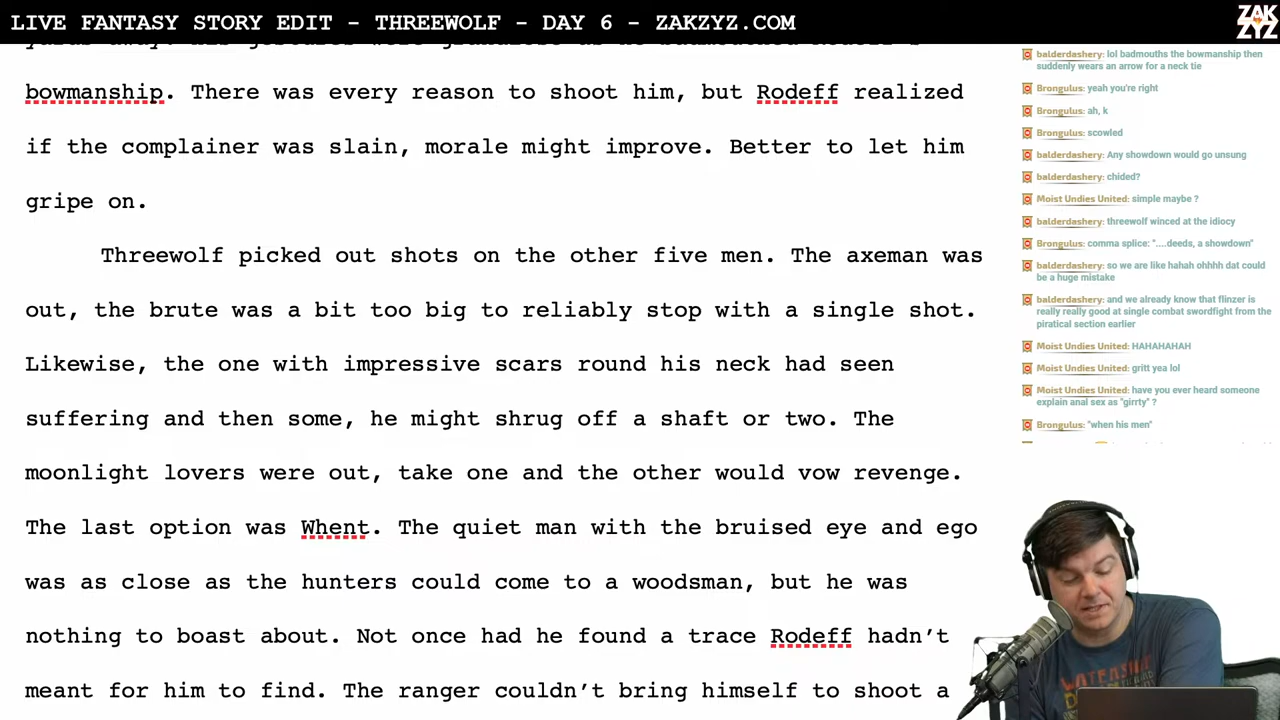 LIVE FANTASY STORY EDIT - THREEWOLF - DAY 6 - ZAKZYZ.COM
ZAK
ZYZ
bowmanship. There was every reason to shoot him, but Rodeff realized
if the complainer was slain, morale might improve. Better to let him
gripe on.
Threewolf picked out shots on the other five men. The axeman was
out, the brute was a bit too big to reliably stop with a single shot.
Likewise, the one with impressive scars round his neck had seen
suffering and then some, he might shrug off a shaft or two. The
moonlight lovers were out, take one and the other would vow revenge.
The last option was Whent. The quiet man with the bruised eye and ego
was as close as the hunters could come to a woodsman, but he was
nothing to boast about. Not once had he found a trace Rodeff hadn’t
meant for him to find. The ranger couldn’t bring himself to shoot a
balderdashery: lol badmouths the bowmanship then
suddenly wears an arrow for a neck tie
Brongulus: yeah you're right
Brongulus: ah, k
Brongulus: scowled
balderdashery: Any showdown would go unsung
balderdashery: chided?
Moist Undies United: simple maybe ?
balderdashery: threewolf winced at the idiocy
Brongulus: comma splice: "....deeds, a showdown"
balderdashery: so we are like hahah ohhhh dat could
be a huge mistake
balderdashery: and we already know that flinzer is
really really good at single combat swordfight from the
piratical section earlier
Moist Undies United: HAHAHAHAH
Moist Undies United: gritt yea lol
Moist Undies United: have you ever heard someone
explain anal sex as "girrty" ?
Brongulus: "when his men"